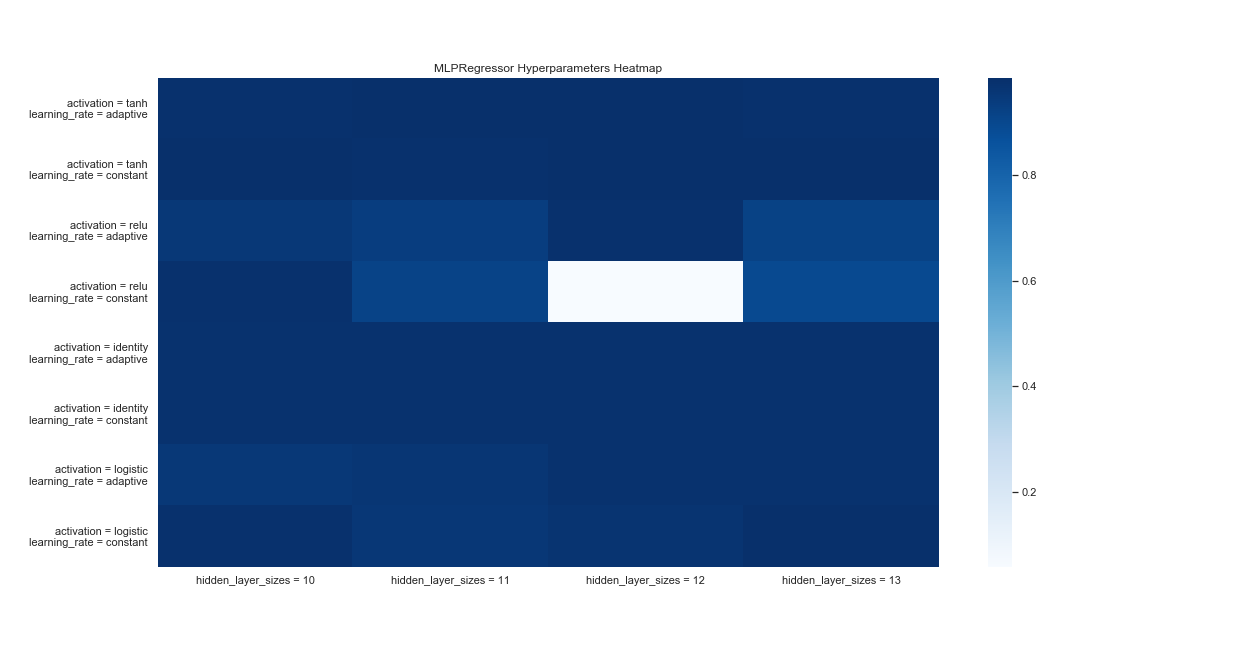 MLPRegressor Hyperparameters Heatmap
activation = tanh
learning_rate = adaptive
activation = tanh
learning_rate = constant
activation = relu
learning_rate = adaptive
activation = relu
learning_rate = constant
activation = identity
learning_rate = adaptive
activation = identity
learning_rate = constant
activation = logistic
learning_rate = adaptive
activation = logistic
learning_rate = constant
hidden_layer_sizes = 10
hidden_layer_sizes = 11
hidden_layer_sizes = 12
hidden_layer_sizes = 13
0.8
0.6
0.4
0.2